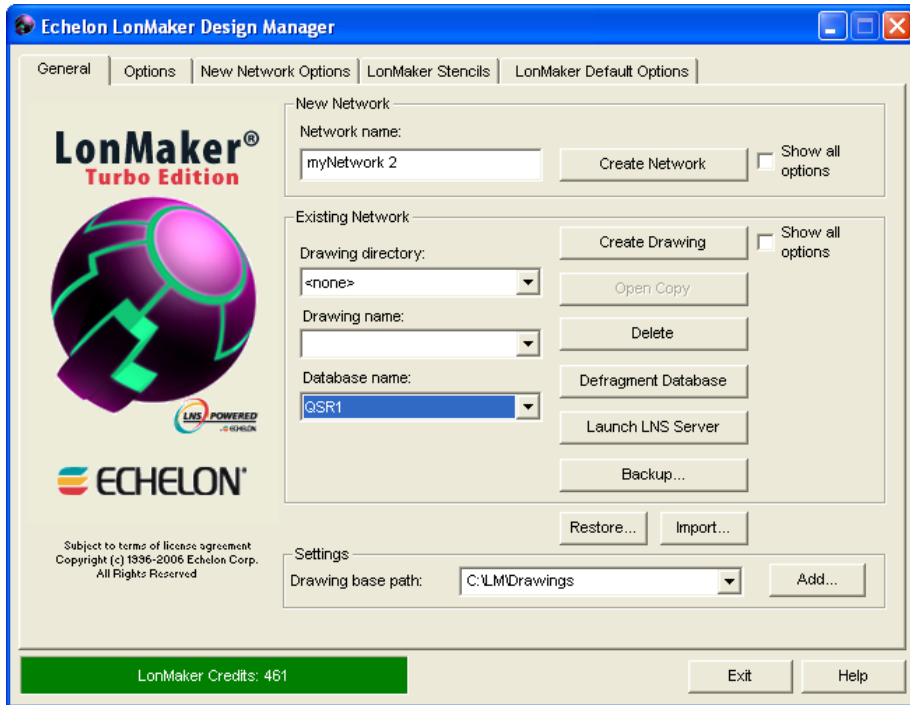 Echelon LonMaker Design Manager
General
Options
New Network Options
LonMaker Stencils
LonMaker Default Options
LonMaker®
Turbo Edition
LNS POWERED
BY ECHELON
ECHELON®
Subject to terms of license agreement
Copyright (c) 1996-2006 Echelon Corp.
All Rights Reserved
New Network
Network name:
myNetwork 2
Create Network
Show all
options
Existing Network
Create Drawing
Show all
options
Drawing directory:
<none>
Open Copy
Drawing name:
Delete
Database name:
Defragment Database
QSR1
Launch LNS Server
Backup...
Restore...
Import...
Settings
Drawing base path:
C:\LM\Drawings
Add...
LonMaker Credits: 461
Exit
Help